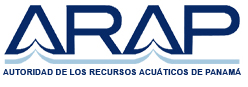 ARAP
AUTORIDAD DE LOS RECURSOS ACUÁTICOS DE PANAMÁ